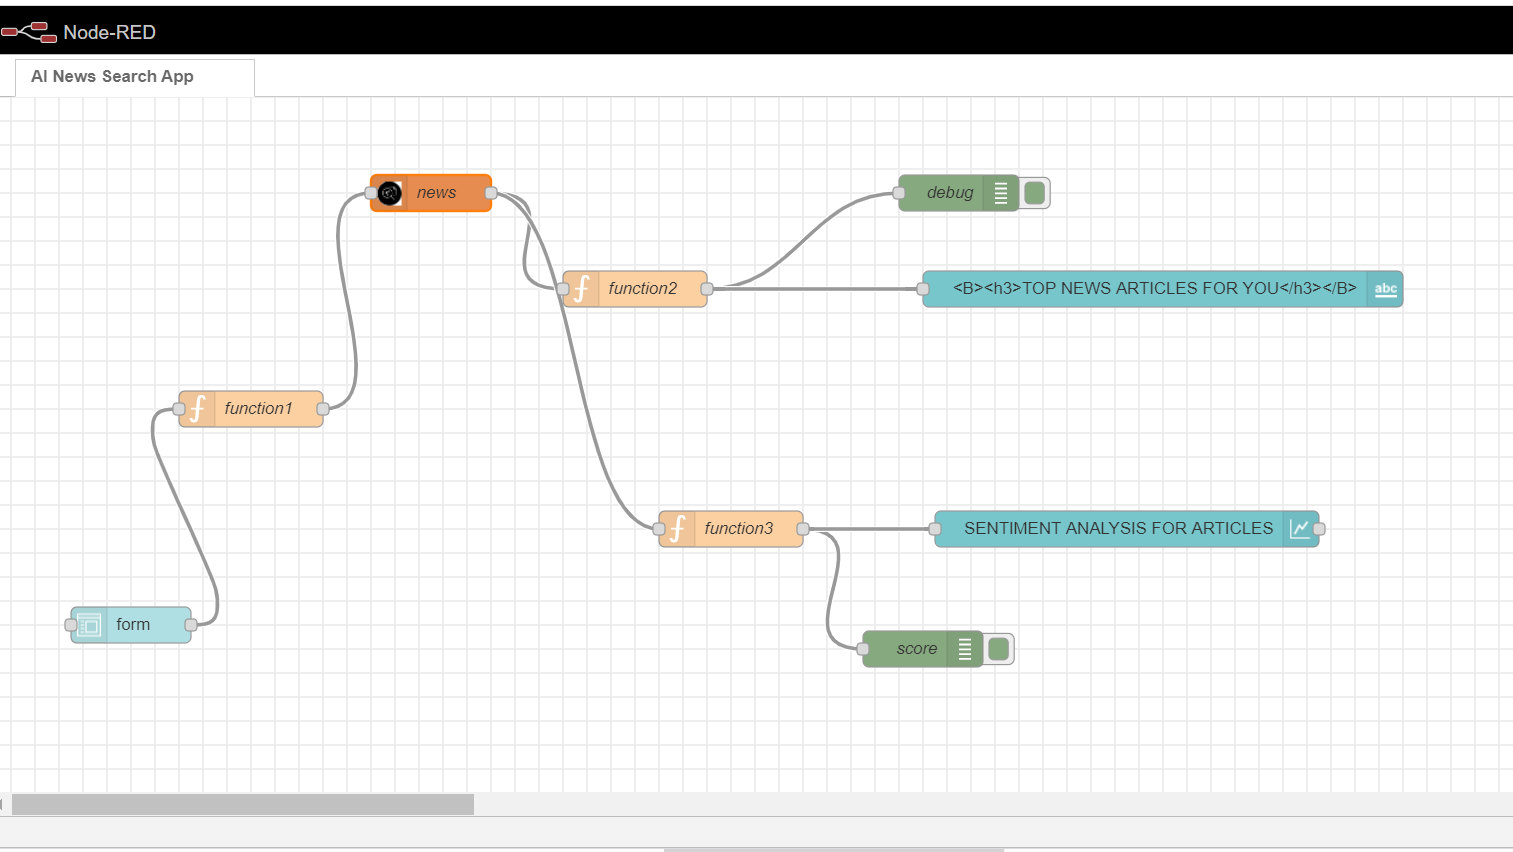 Node-RED
AI News Search App
news
debug
function2
<B><h3>TOP NEWS ARTICLES FOR YOU</h3></B>
abc
function1
function3
SENTIMENT ANALYSIS FOR ARTICLES
form
score